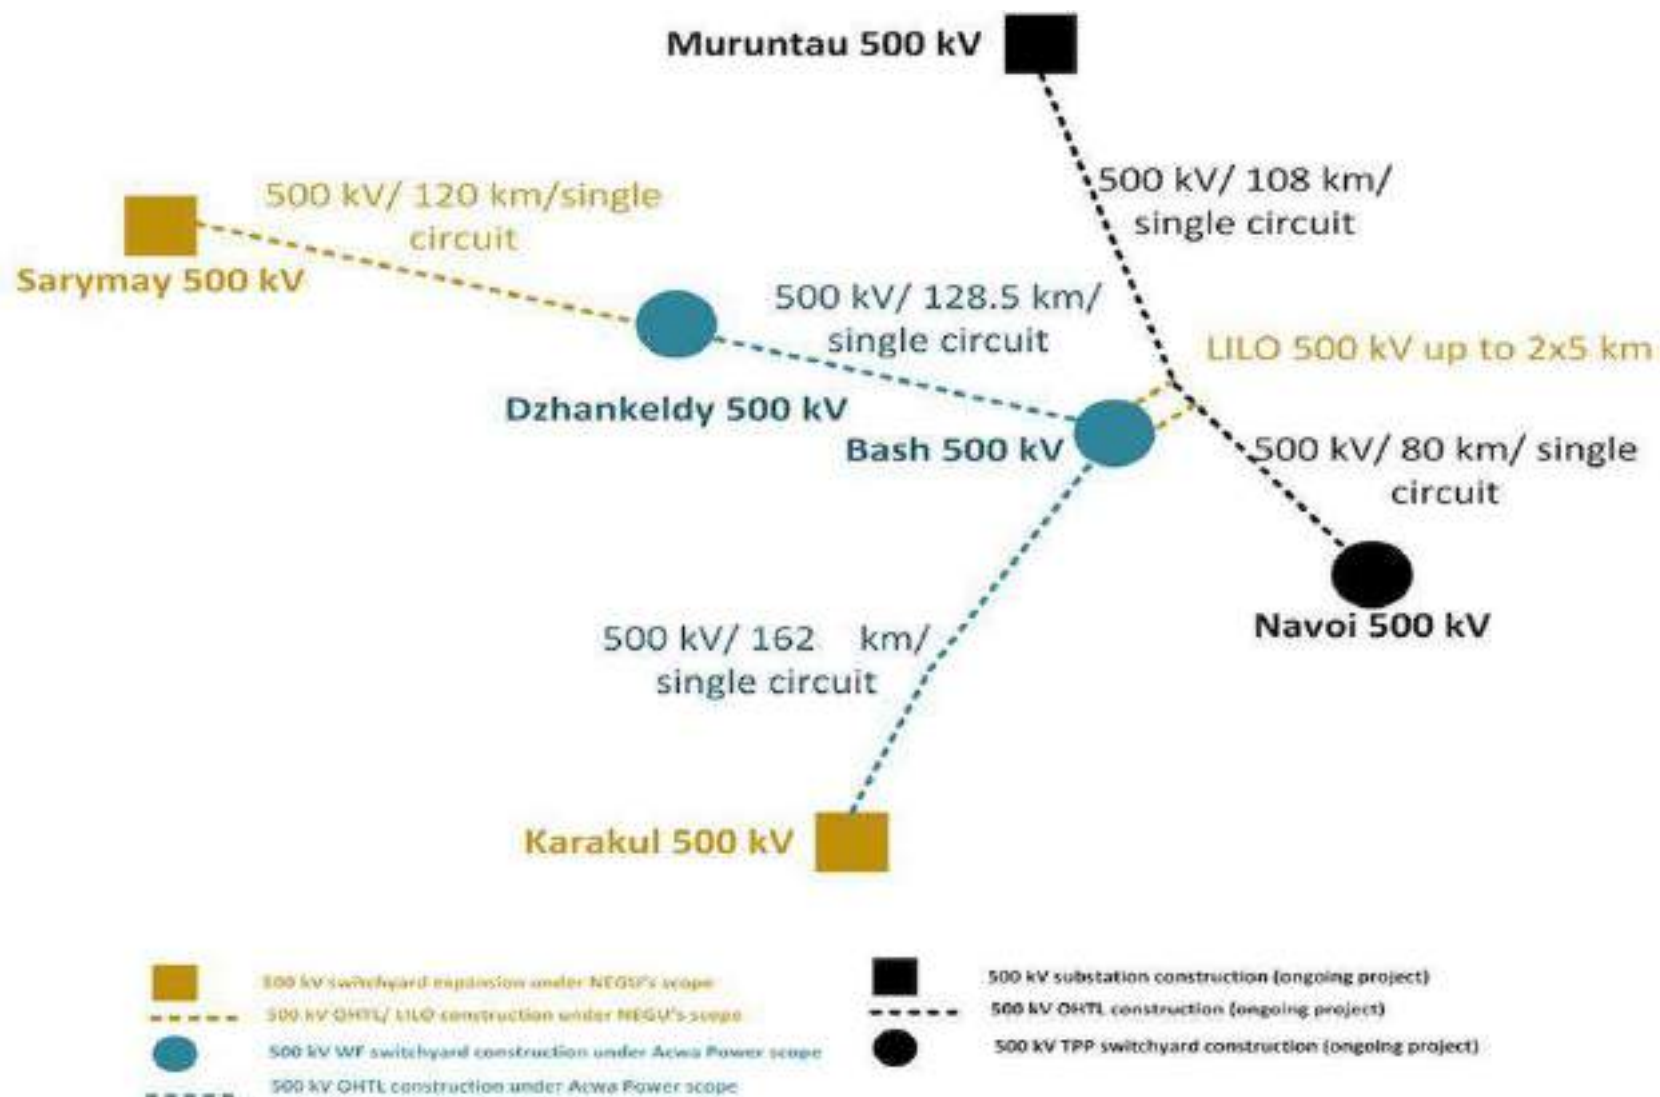 Muruntau 500 kV
500 kV/ 120 km/single
circuit
500 kV/ 108 km/
single circuit
Sarymay 500 kV
500 kV/ 128.5 km/
single circuit
LILO 500 kV up to 2x5 km
Dzhankeldy 500 kV
Bash 500 kV
500 kV/ 80 km/ single
circuit
Navoi 500 kV
500 kV/ 162 km/
single circuit
Karakul 500 kV
500 kV switchyard expansion under NEGU's scope
500 kV OHTL/ LILO construction under NEGU's scope
500 kV WF switchyard construction under Acwa Power scope
500 kV OHTL construction under Acwa Power scope
500 kV substation construction (ongoing project)
500 kV OHTL construction (ongoing project)
500 kV TPP switchyard construction (ongoing project)